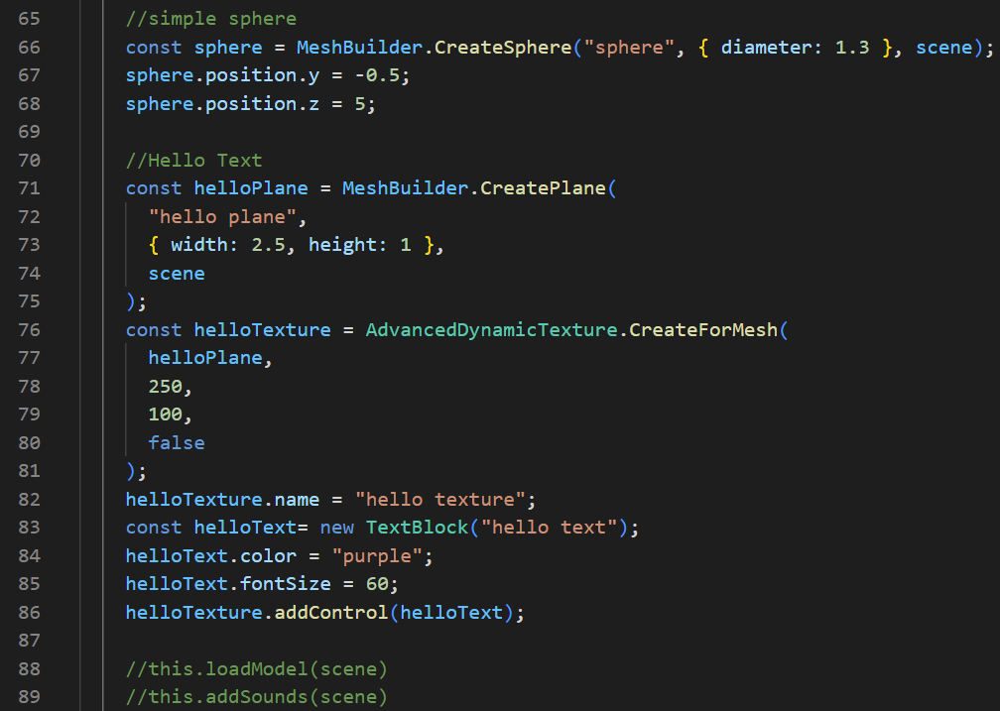 65 //simple sphere
66 const sphere = MeshBuilder.CreateSphere("sphere", { diameter: 1.3 }, scene);
67 sphere.position.y = -0.5;
68 sphere.position.z = 5;
69
70 //Hello Text
71 const helloPlane = MeshBuilder.CreatePlane(
72 "hello plane",
73 { width: 2.5, height: 1 },
74 scene
75 );
76 const helloTexture = AdvancedDynamicTexture.CreateForMesh(
77 helloPlane,
78 250,
79 100,
80 false
81 );
82 helloTexture.name = "hello texture";
83 const helloText= new TextBlock("hello text");
84 helloText.color = "purple";
85 helloText.fontSize = 60;
86 helloTexture.addControl(helloText);
87
88 //this.loadModel(scene)
89 //this.addSounds(scene)